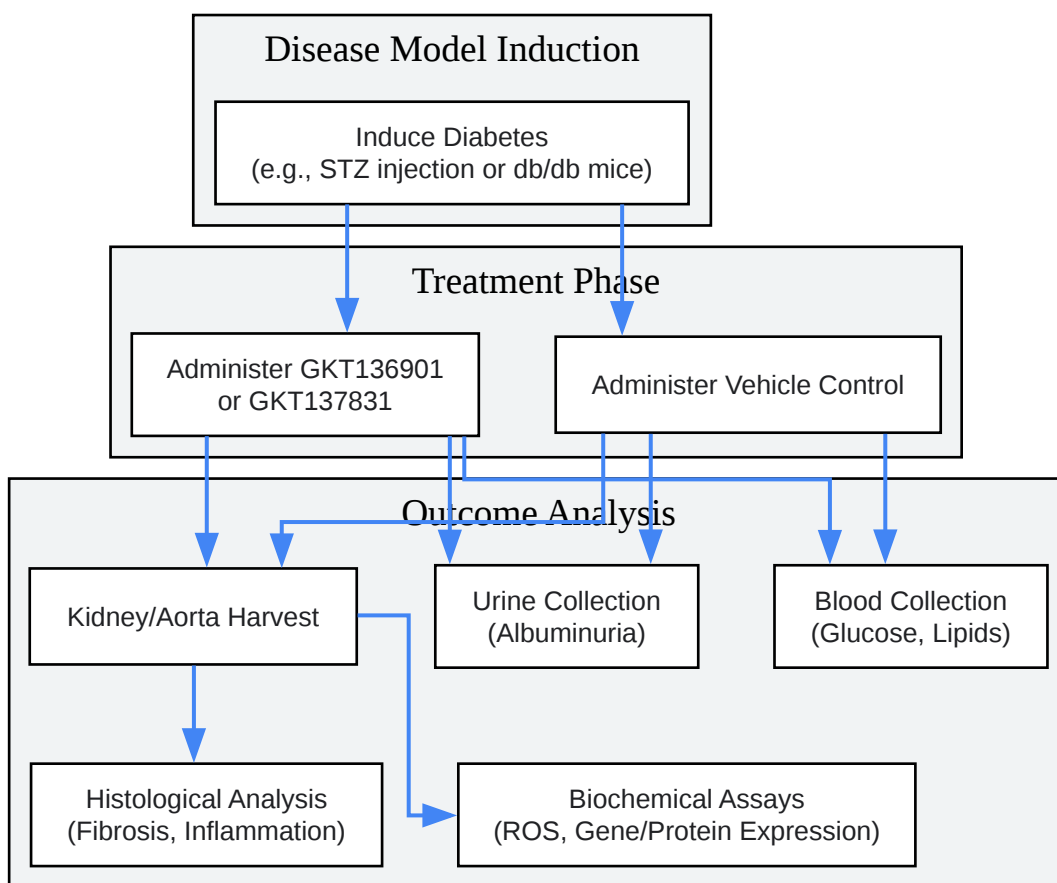 Disease Model Induction
Induce Diabetes
(e.g., STZ injection or db/db mice)
Treatment Phase
Administer GKT136901
or GKT137831
Administer Vehicle Control
Outcome Analysis
Kidney/Aorta Harvest
Urine Collection
(Albuminuria)
Blood Collection
(Glucose, Lipids)
Histological Analysis
(Fibrosis, Inflammation)
Biochemical Assays
(ROS, Gene/Protein Expression)